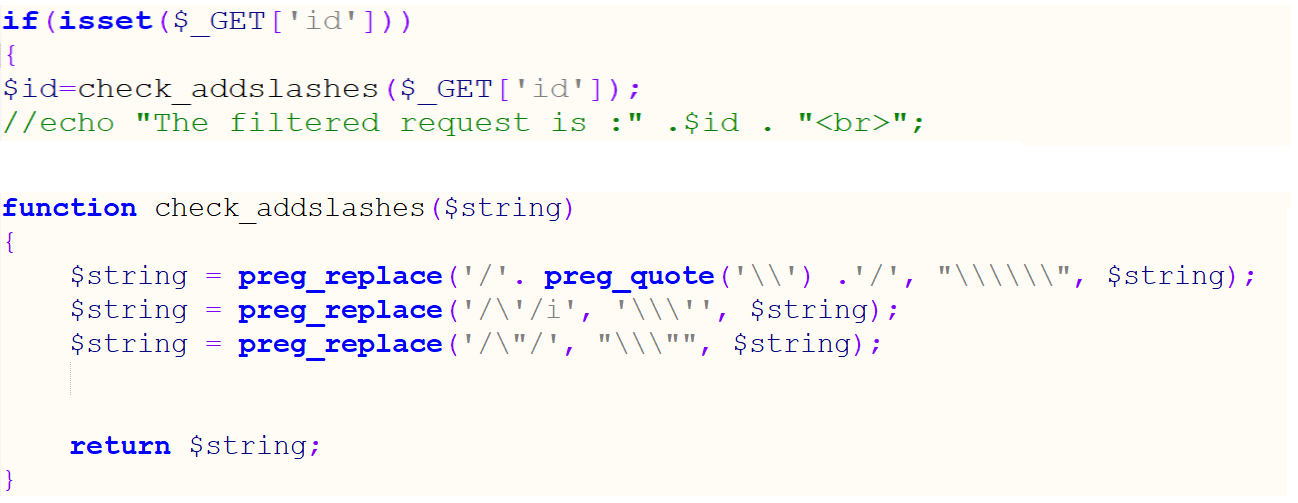 if(isset($_GET['id']))
{
$id=check_addslashes($_GET['id']);
//echo "The filtered request is :" .$id . "<br>";
function check_addslashes($string)
{
$string = preg_replace('/'. preg_quote('\\') .'/', "\\\\\\", $string);
$string = preg_replace('/\'/i', '\\\'', $string);
$string = preg_replace('/\"/', "\\\"", $string);
return $string;
}